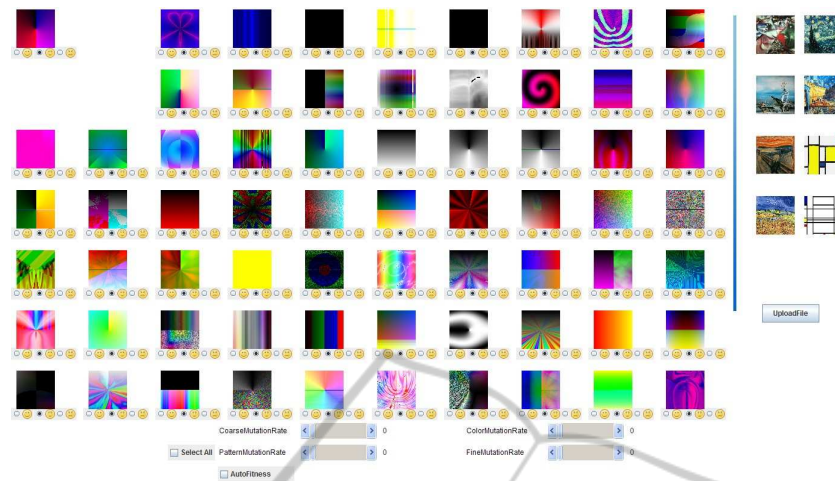 CoarseMutationRate 0 ColorMutationRate 0
Select All PatternMutationRate 0 FineMutationRate 0
AutoFitness
UploadFile